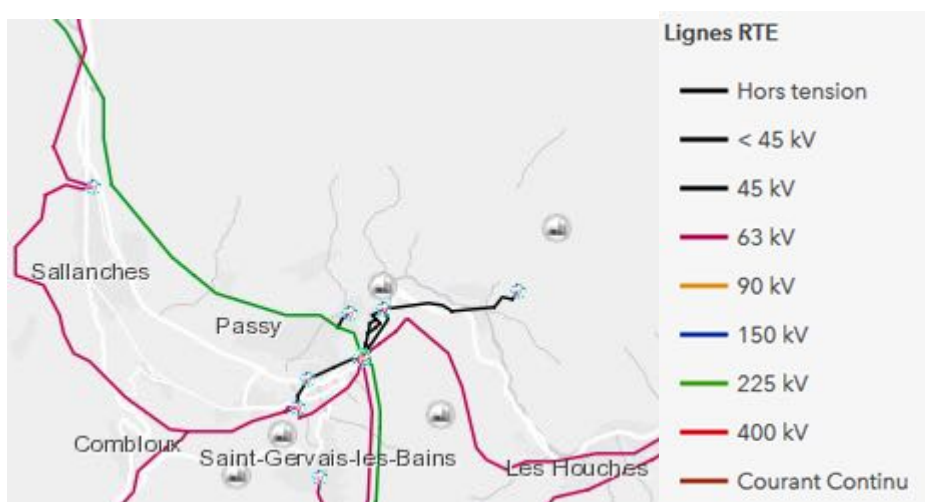 Sallanches
Passy
Combloux
Saint-Gervais-les-Bains
Les Houches
Lignes RTE
Hors tension
< 45 kV
45 kV
63 kV
90 kV
150 kV
225 kV
400 kV
Courant Continu